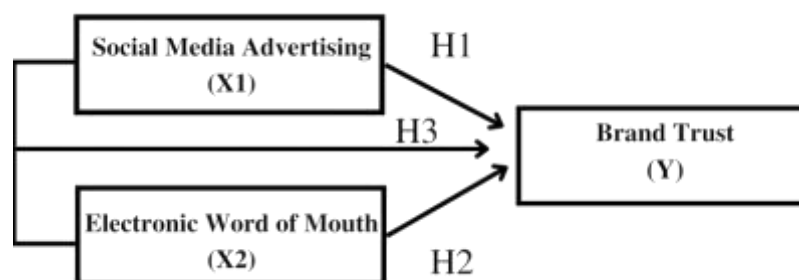 Social Media Advertising
(X1)
H1
H3
Brand Trust
(Y)
Electronic Word of Mouth
(X2)
H2